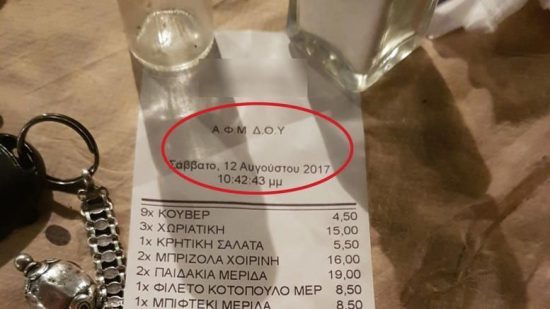 Α.Φ.Μ Δ.Ο.Υ
Σάββατο, 12 Αυγούστου 2017
10:42:43 μμ
9x ΚΟΥΒΕΡ 4,50
3x ΧΩΡΙΑΤΙΚΗ 15,00
1x ΚΡΗΤΙΚΗ ΣΑΛΑΤΑ 5,50
2x ΜΠΡΙΖΟΛΑ ΧΟΙΡΙΝΗ 16,00
2x ΠΑΙΔΑΚΙΑ ΜΕΡΙΔΑ 19,00
1x ΦΙΛΕΤΟ ΚΟΤΟΠΟΥΛΟ ΜΕΡ 8,50
1x ΜΠΙΦΤΕΚΙ ΜΕΡΙΔΑ 8,50